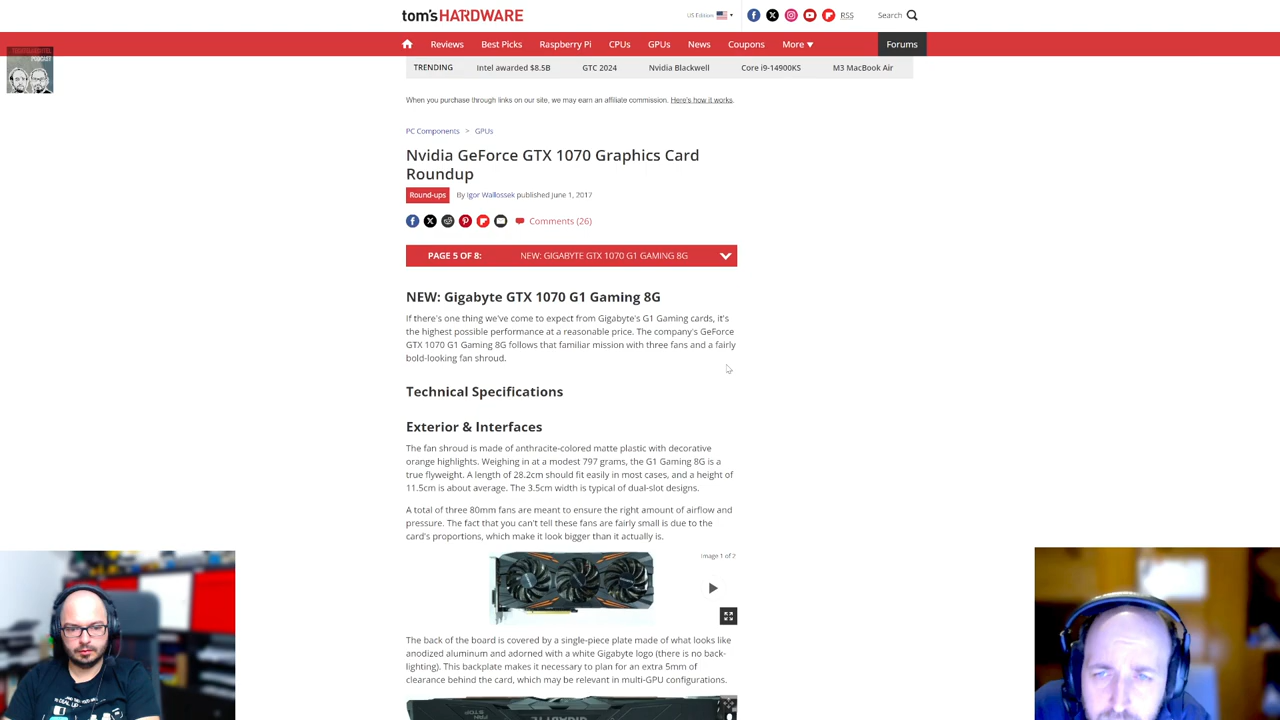 tom's HARDWARE
US Edition
RSS
Search
Reviews
Best Picks
Raspberry Pi
CPUs
GPUs
News
Coupons
More ▼
Forums
PODCAST
TRENDING
Intel awarded $8.5B
GTC 2024
Nvidia Blackwell
Core i9-14900KS
M3 MacBook Air
When you purchase through links on our site, we may earn an affiliate commission. Here's how it works.
PC Components > GPUs
Nvidia GeForce GTX 1070 Graphics Card
Roundup
Round-ups
By Igor Wallossek published June 1, 2017
Comments (26)
PAGE 5 OF 8:
NEW: GIGABYTE GTX 1070 G1 GAMING 8G
NEW: Gigabyte GTX 1070 G1 Gaming 8G
If there's one thing we've come to expect from Gigabyte's G1 Gaming cards, it's
the highest possible performance at a reasonable price. The company's GeForce
GTX 1070 G1 Gaming 8G follows that familiar mission with three fans and a fairly
bold-looking fan shroud.
Technical Specifications
Exterior & Interfaces
The fan shroud is made of anthracite-colored matte plastic with decorative
orange highlights. Weighing in at a modest 797 grams, the G1 Gaming 8G is a
true flyweight. A length of 28.2cm should fit easily in most cases, and a height of
11.5cm is about average. The 3.5cm width is typical of dual-slot designs.
A total of three 80mm fans are meant to ensure the right amount of airflow and
pressure. The fact that you can't tell these fans are fairly small is due to the
card's proportions, which make it look bigger than it actually is.
Image 1 of 2
The back of the board is covered by a single-piece plate made of what looks like
anodized aluminum and adorned with a white Gigabyte logo (there is no back-
lighting). This backplate makes it necessary to plan for an extra 5mm of
clearance behind the card, which may be relevant in multi-GPU configurations.